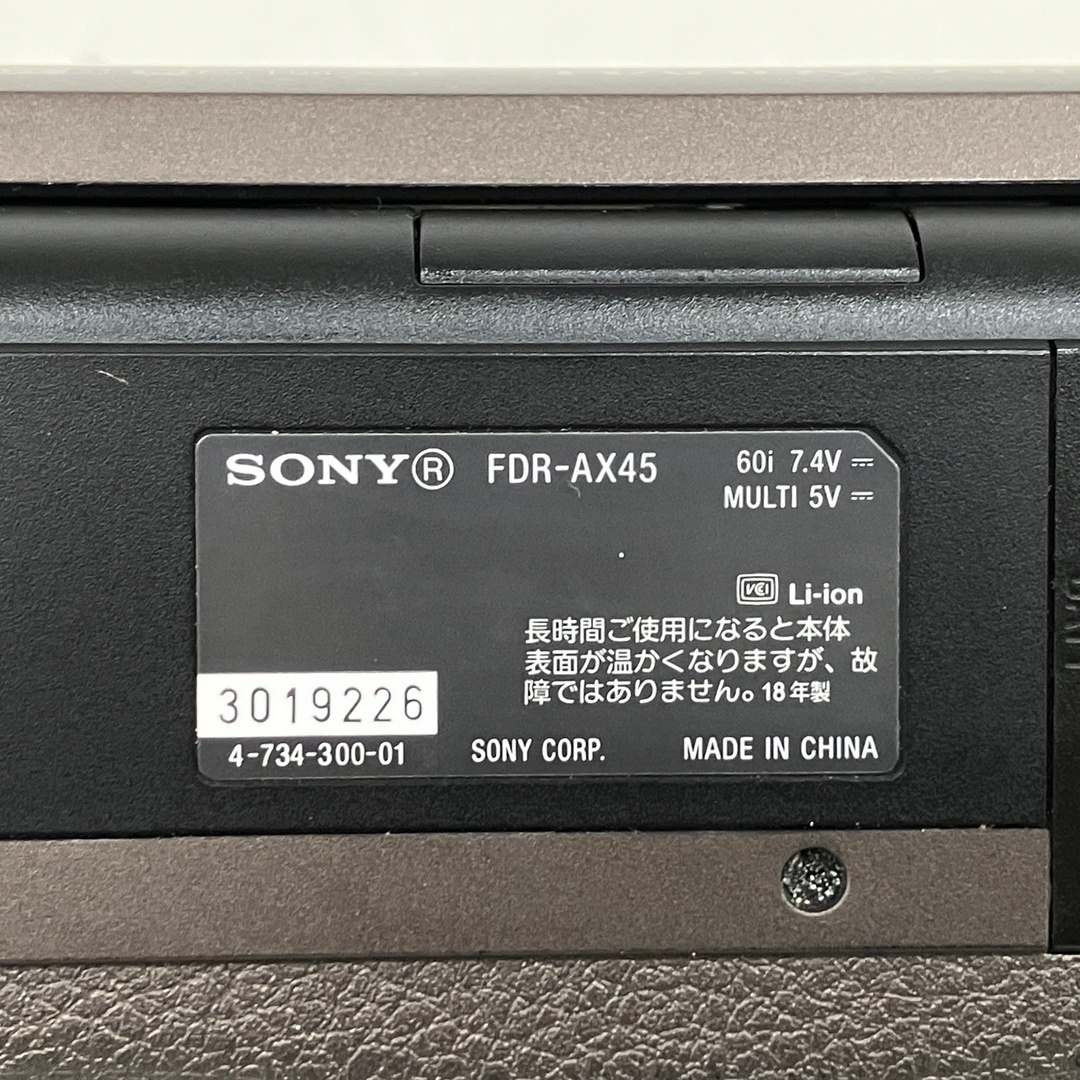 SONY® FDR-AX45 60i 7.4V ⎓
MULTI 5V ⎓
VCI Li-ion
長時間ご使用になると本体
表面が温かくなりますが、故
障ではありません。18年製
3019226
4-734-300-01 SONY CORP. MADE IN CHINA